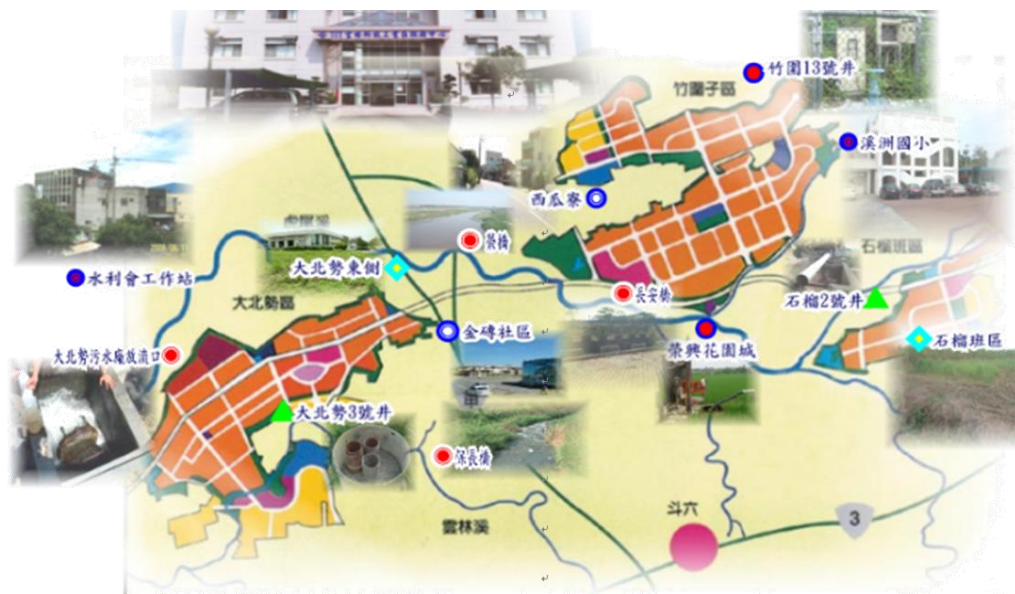 竹圍13號井
竹圍子區
溪洲國小
西瓜寮
虎尾溪
石榴班區
大北勢東側
水利會工作站
長安橋
石榴2號井
大北勢區
金磚社區
石榴班區
大北勢污水廠放流口
榮興花園城
大北勢3號井
保長橋
斗六
3
雲林溪